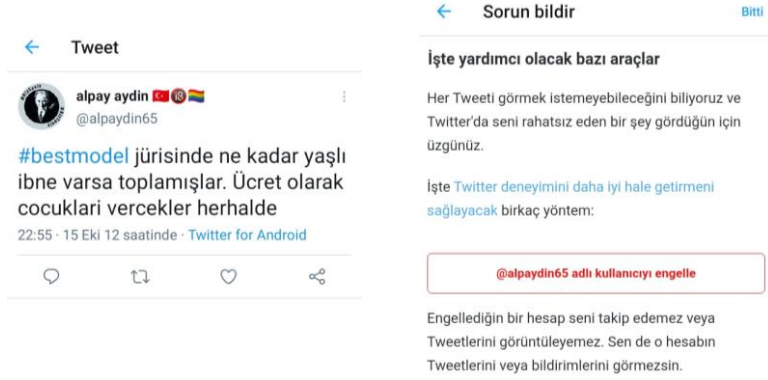 Tweet
alpay aydin 🇹🇷🔞🏳️‍🌈
@alpaydin65
#bestmodel jürisinde ne kadar yaşlı
ibne varsa toplamışlar. Ücret olarak
cocuklari vercekler herhalde
22:55 · 15 Eki 12 saatinde · Twitter for Android
Sorun bildir
Bitti
İşte yardımcı olacak bazı araçlar
Her Tweeti görmek istemeyebileceğini biliyoruz ve
Twitter'da seni rahatsız eden bir şey gördüğün için
üzgünüz.
İşte Twitter deneyimini daha iyi hale getirmeni
sağlayacak birkaç yöntem:
@alpaydin65 adlı kullanıcıyı engelle
Engellediğin bir hesap seni takip edemez veya
Tweetlerini görüntüleyemez. Sen de o hesabın
Tweetlerini veya bildirimlerini görmezsin.